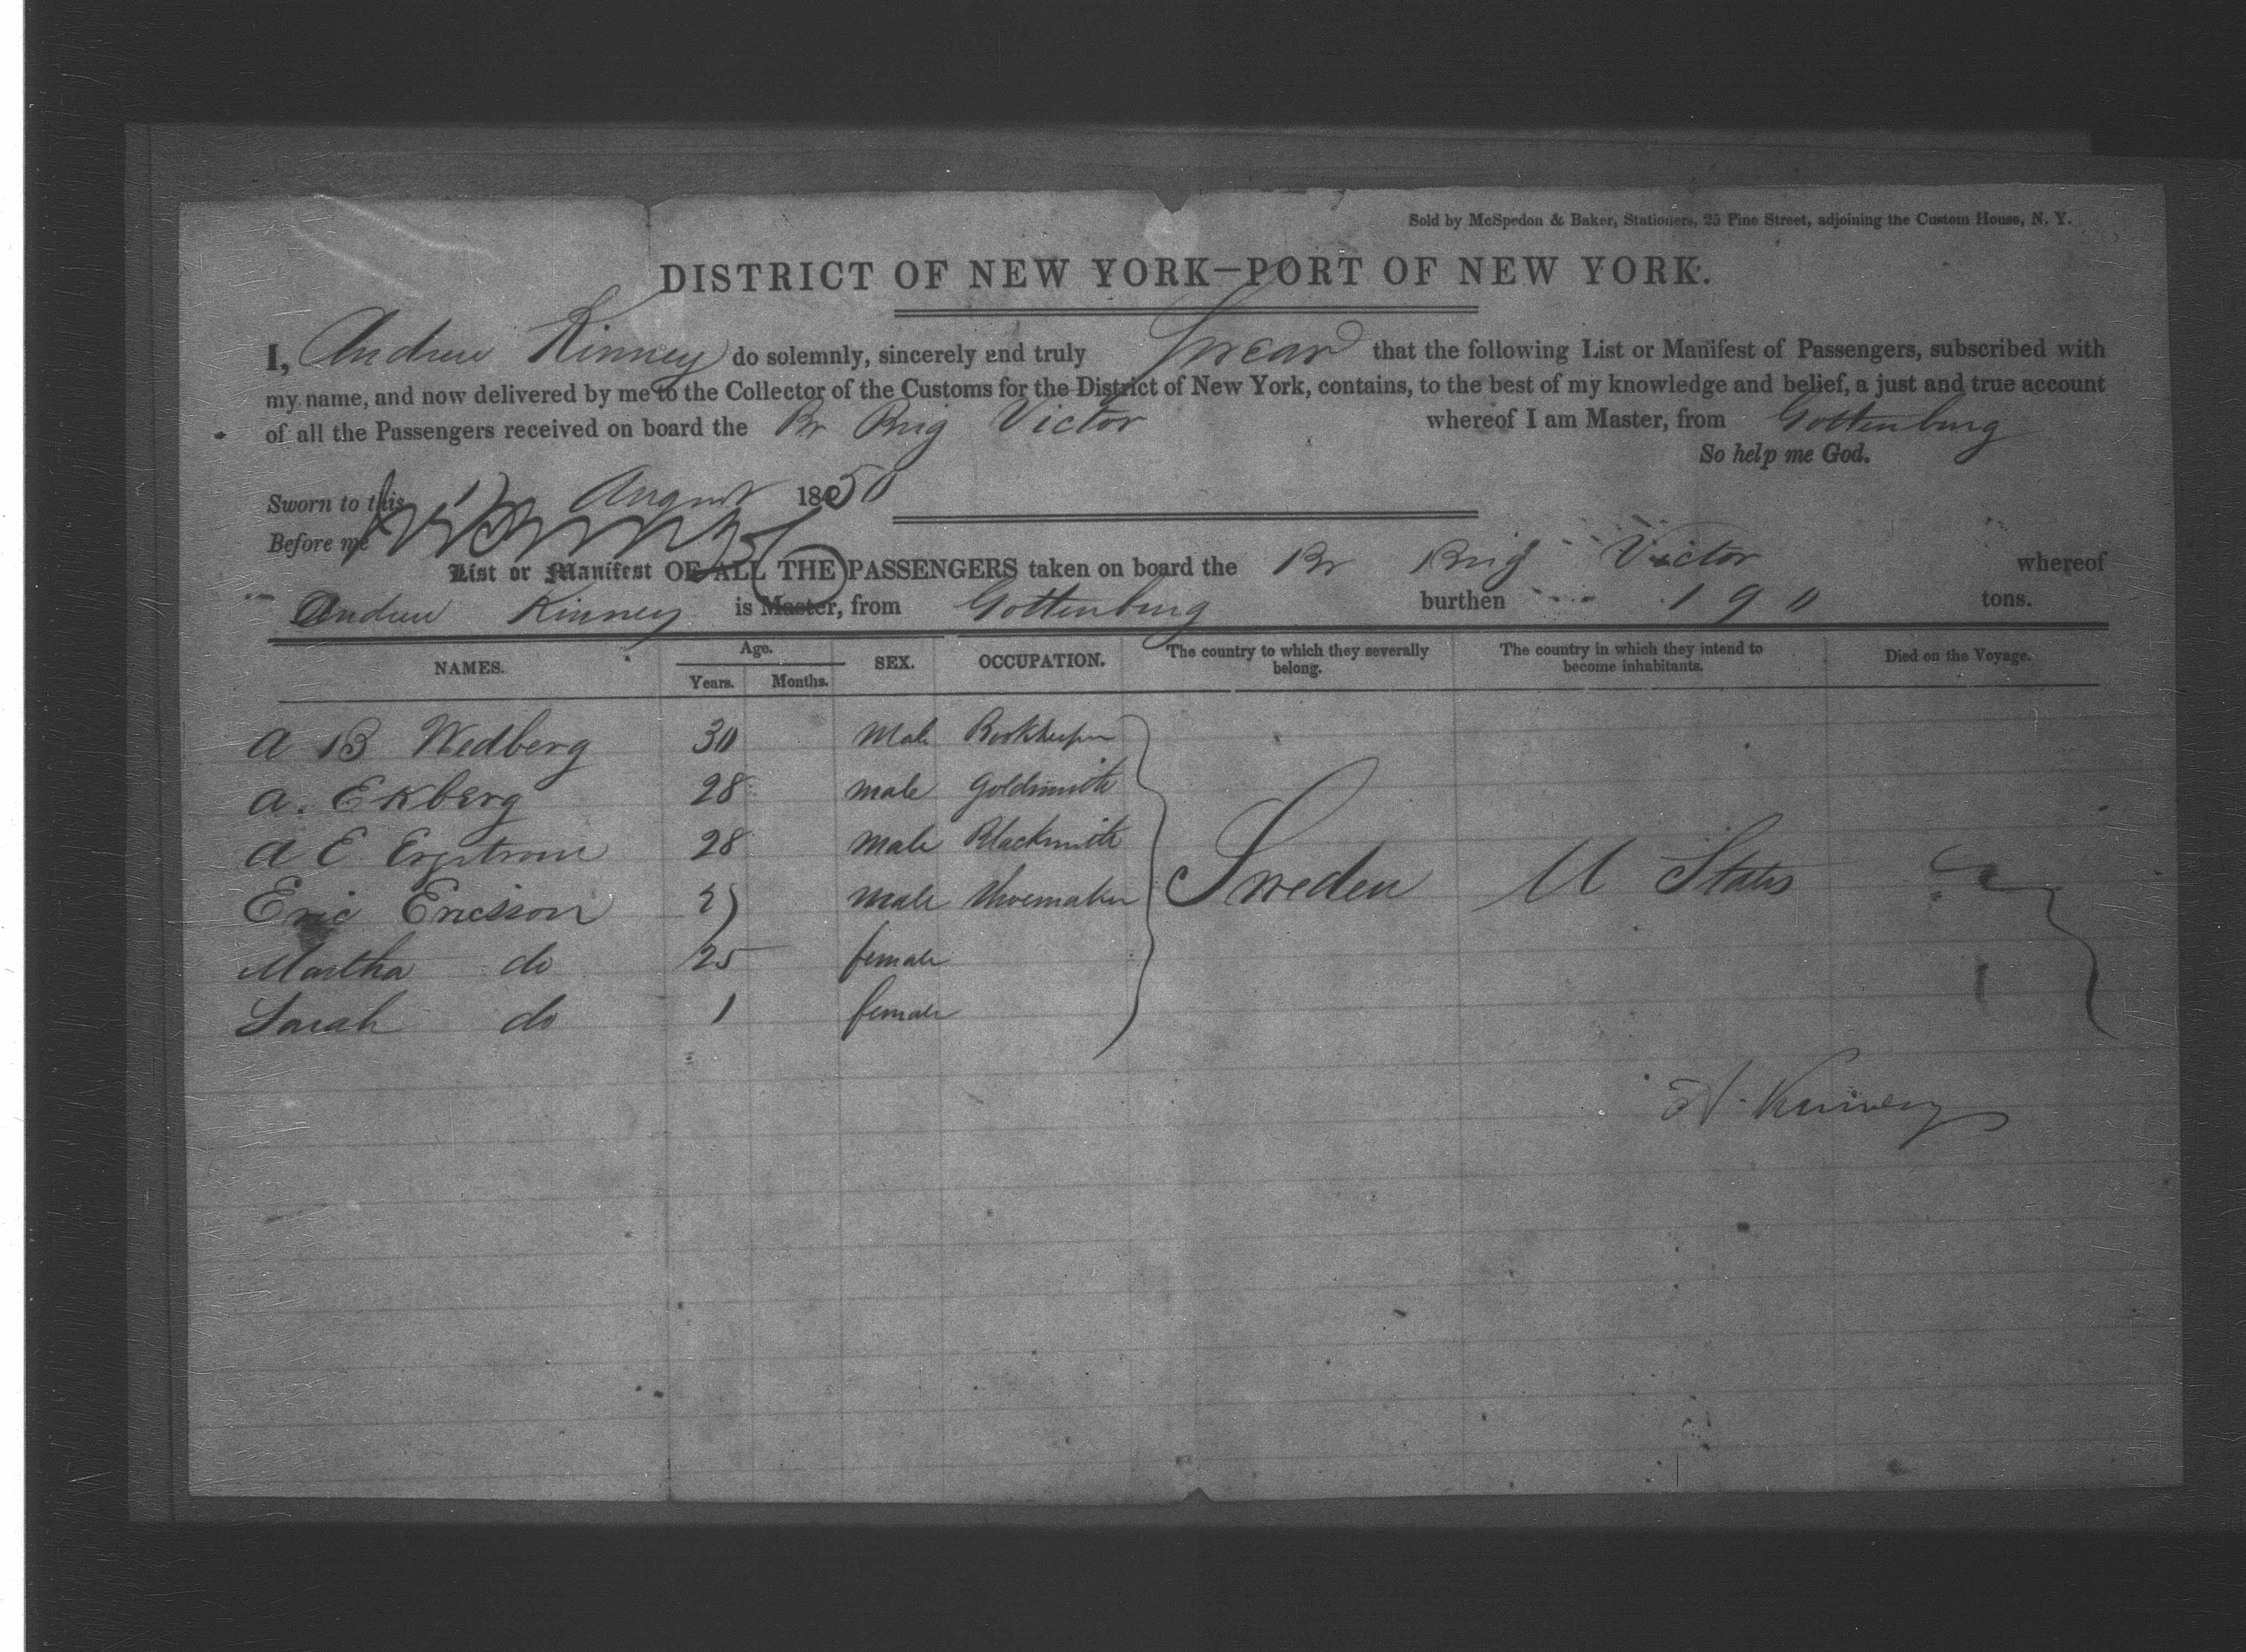 Sold by McSpedon & Baker, Stationers, 25 Pine Street, adjoining the Custom House, N. Y.
DISTRICT OF NEW YORK—PORT OF NEW YORK.
I, Andrew Kinney do solemnly, sincerely and truly Swear that the following List or Manifest of Passengers, subscribed with
my name, and now delivered by me to the Collector of the Customs for the District of New York, contains, to the best of my knowledge and belief, a just and true account
of all the Passengers received on board the Br Brig Victor whereof I am Master, from Gottenburg
So help me God.
Sworn to this August 1850
Before me
List or Manifest OF ALL THE PASSENGERS taken on board the Br Brig Victor whereof
Andrew Kinney is Master, from Gottenburg burthen 190 tons.
NAMES. Age. Years. Months. SEX. OCCUPATION. The country to which they severally belong. The country in which they intend to become inhabitants. Died on the Voyage.
A B Wedberg 30 Male Bookkeeper
A. Ekberg 28 male Goldsmith
A E 28 male Blacksmith
Eric Ericsson male Shoemaker Sweden U States
Martha do 25 female
Sarah do 1 female
A. Kinney